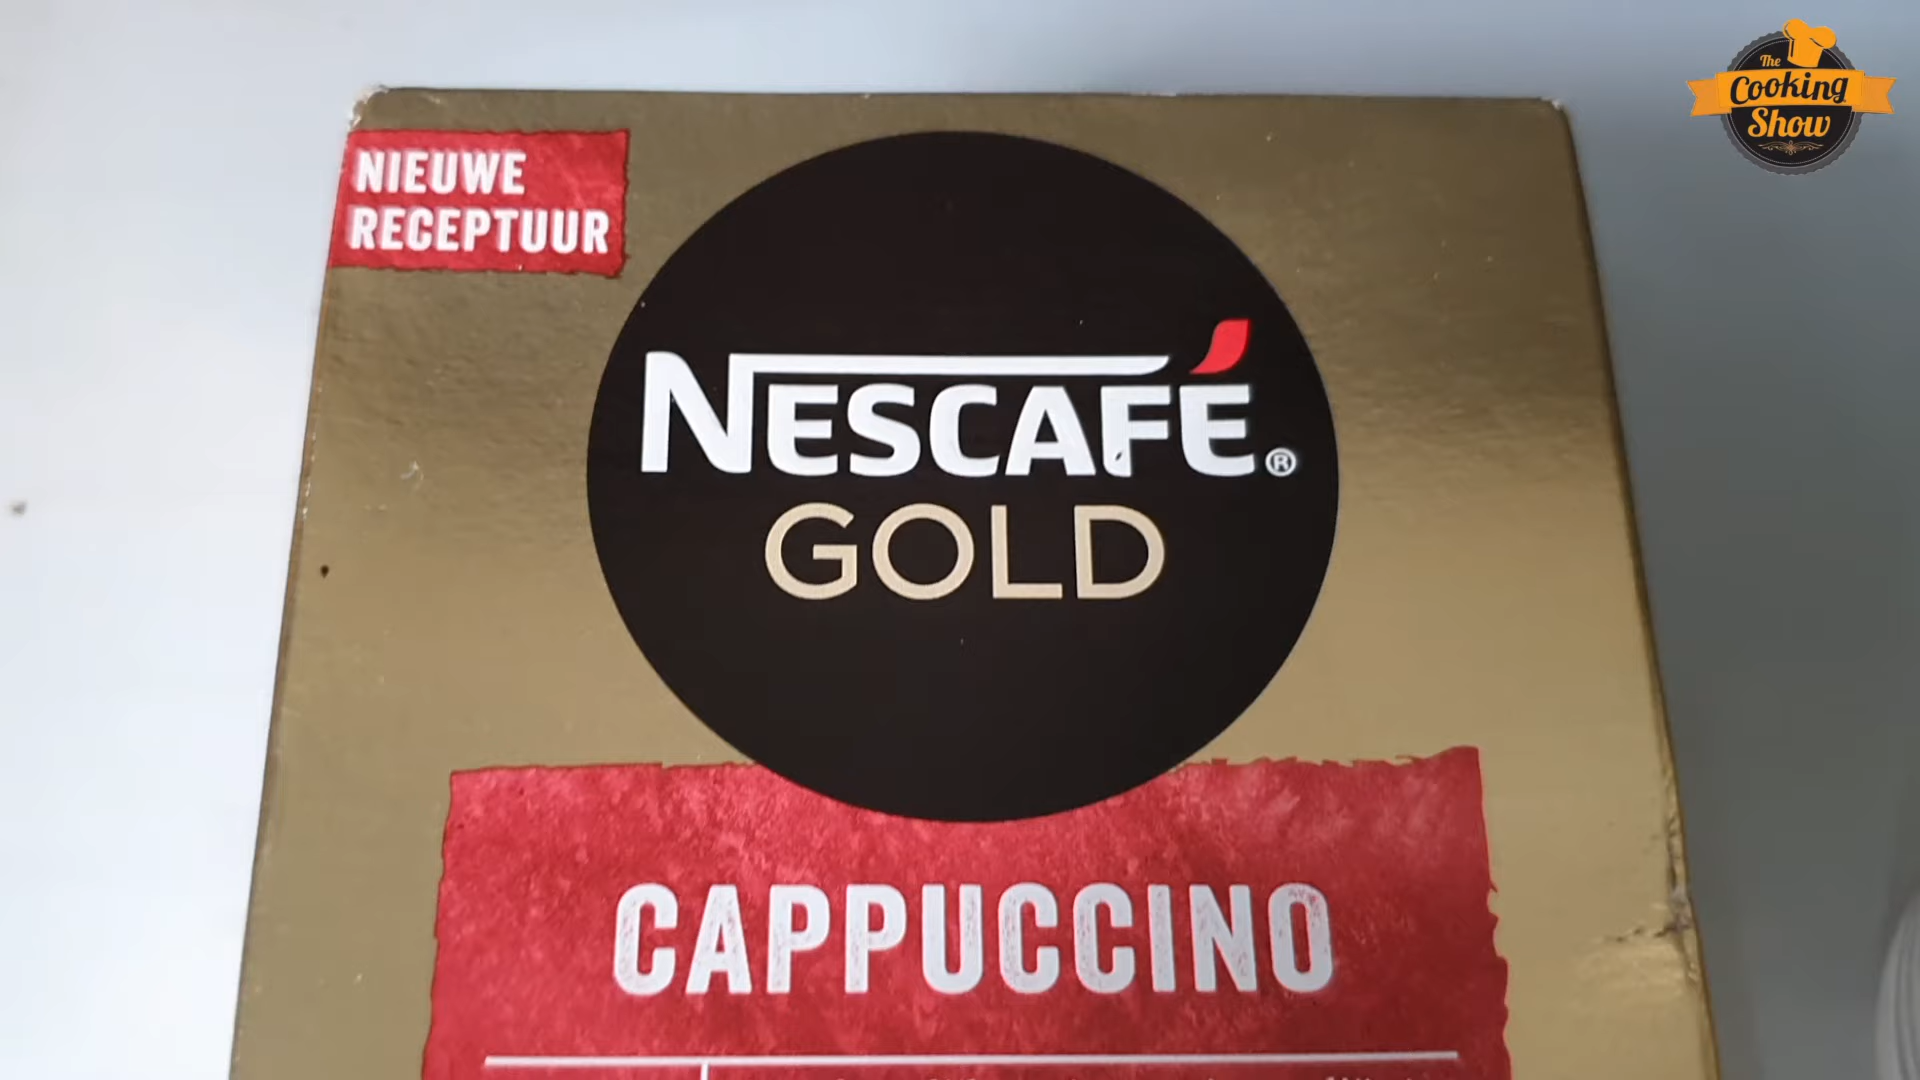 The
Cooking
Show
NIEUWE
RECEPTUUR
NESCAFÉ®
GOLD
CAPPUCCINO